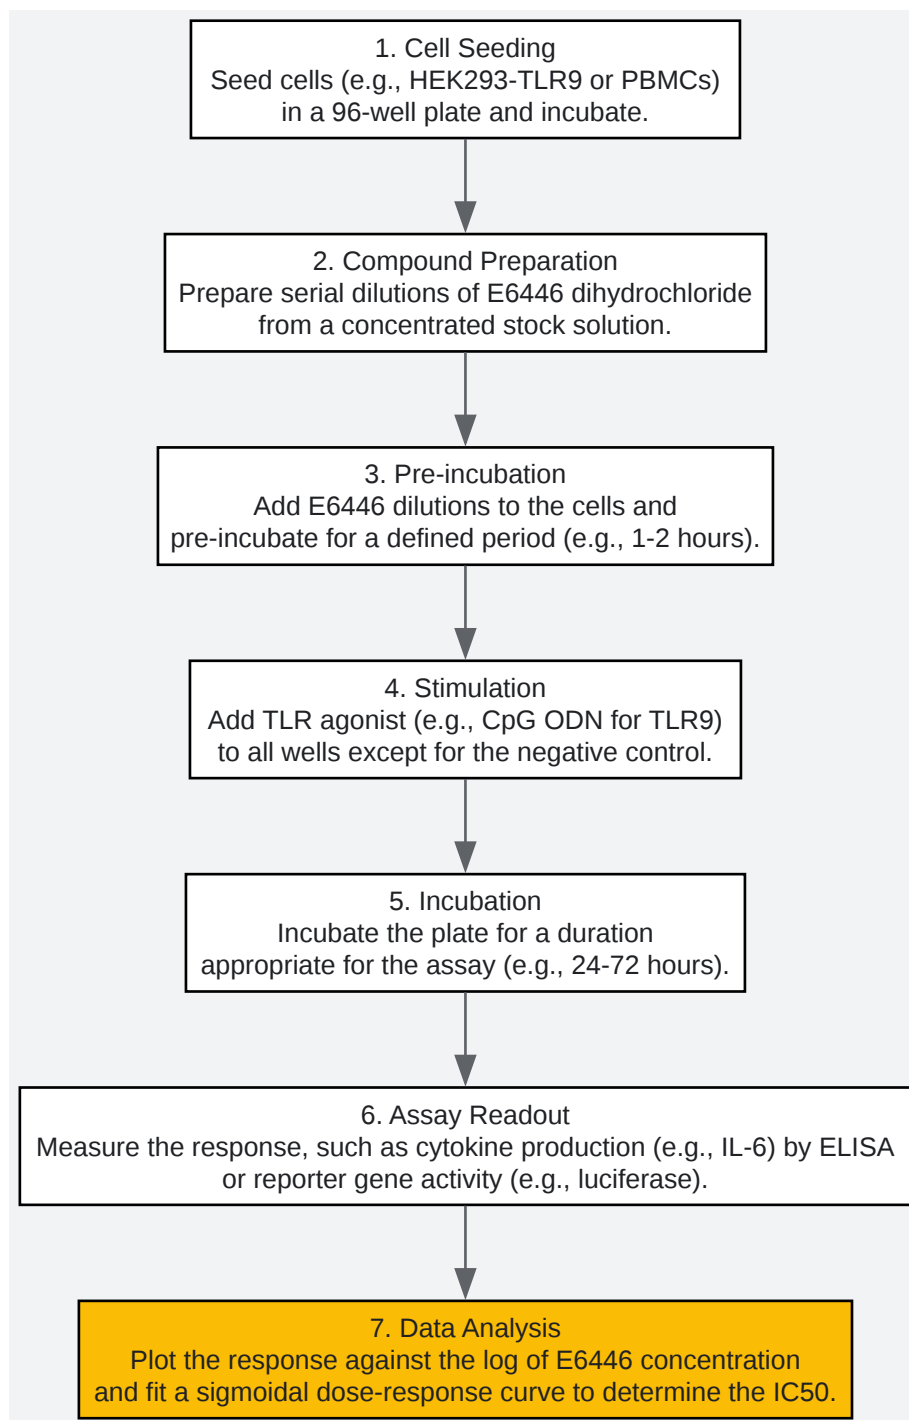 1. Cell Seeding
Seed cells (e.g., HEK293-TLR9 or PBMCs)
in a 96-well plate and incubate.
2. Compound Preparation
Prepare serial dilutions of E6446 dihydrochloride
from a concentrated stock solution.
3. Pre-incubation
Add E6446 dilutions to the cells and
pre-incubate for a defined period (e.g., 1-2 hours).
4. Stimulation
Add TLR agonist (e.g., CpG ODN for TLR9)
to all wells except for the negative control.
5. Incubation
Incubate the plate for a duration
appropriate for the assay (e.g., 24-72 hours).
6. Assay Readout
Measure the response, such as cytokine production (e.g., IL-6) by ELISA
or reporter gene activity (e.g., luciferase).
7. Data Analysis
Plot the response against the log of E6446 concentration
and fit a sigmoidal dose-response curve to determine the IC50.